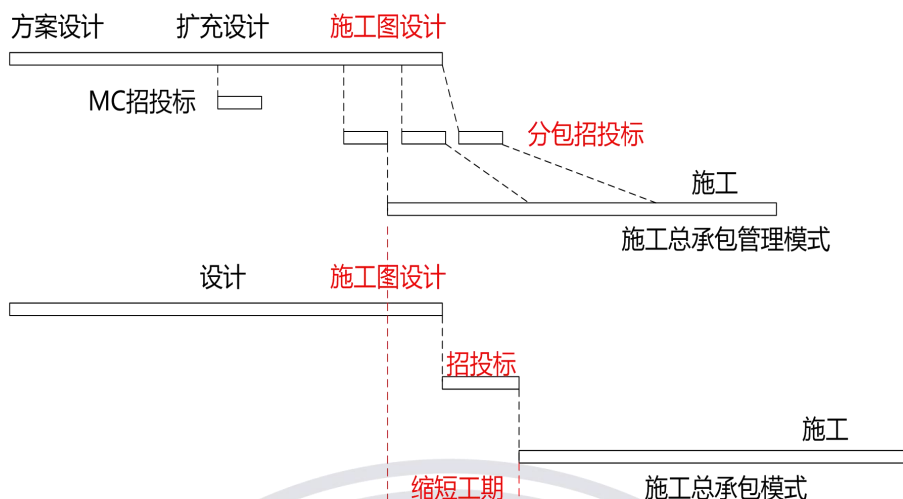 方案设计 扩充设计 施工图设计
MC招投标
分包招投标
施工
施工总承包管理模式
设计 施工图设计
招投标
施工
缩短工期 施工总承包模式